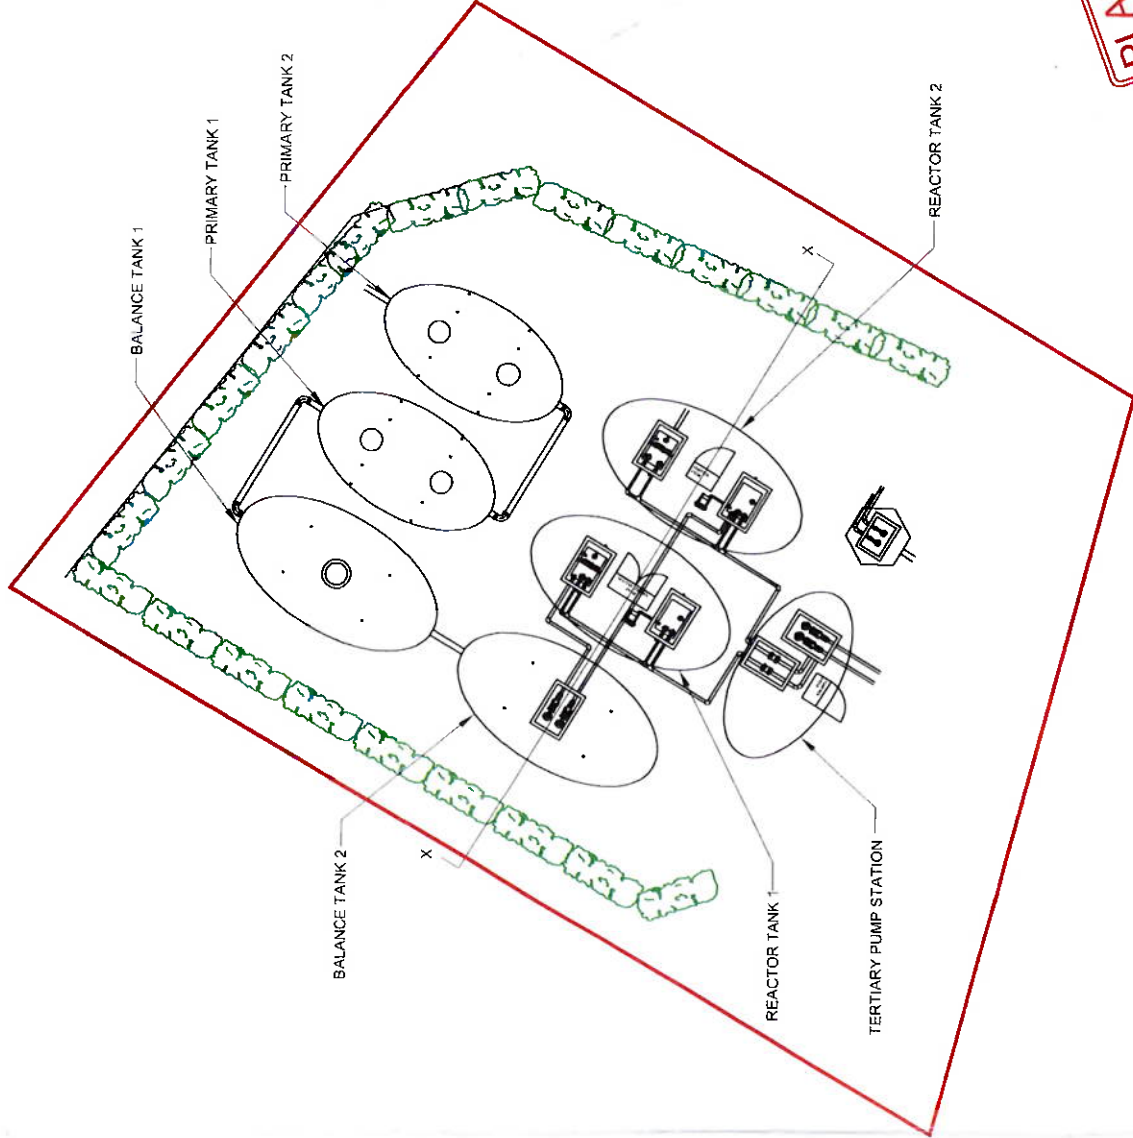 BALANCE TANK 1
PRIMARY TANK 1
PRIMARY TANK 2
REACTOR TANK 2
X
X
BALANCE TANK 2
REACTOR TANK 1
TERTIARY PUMP STATION